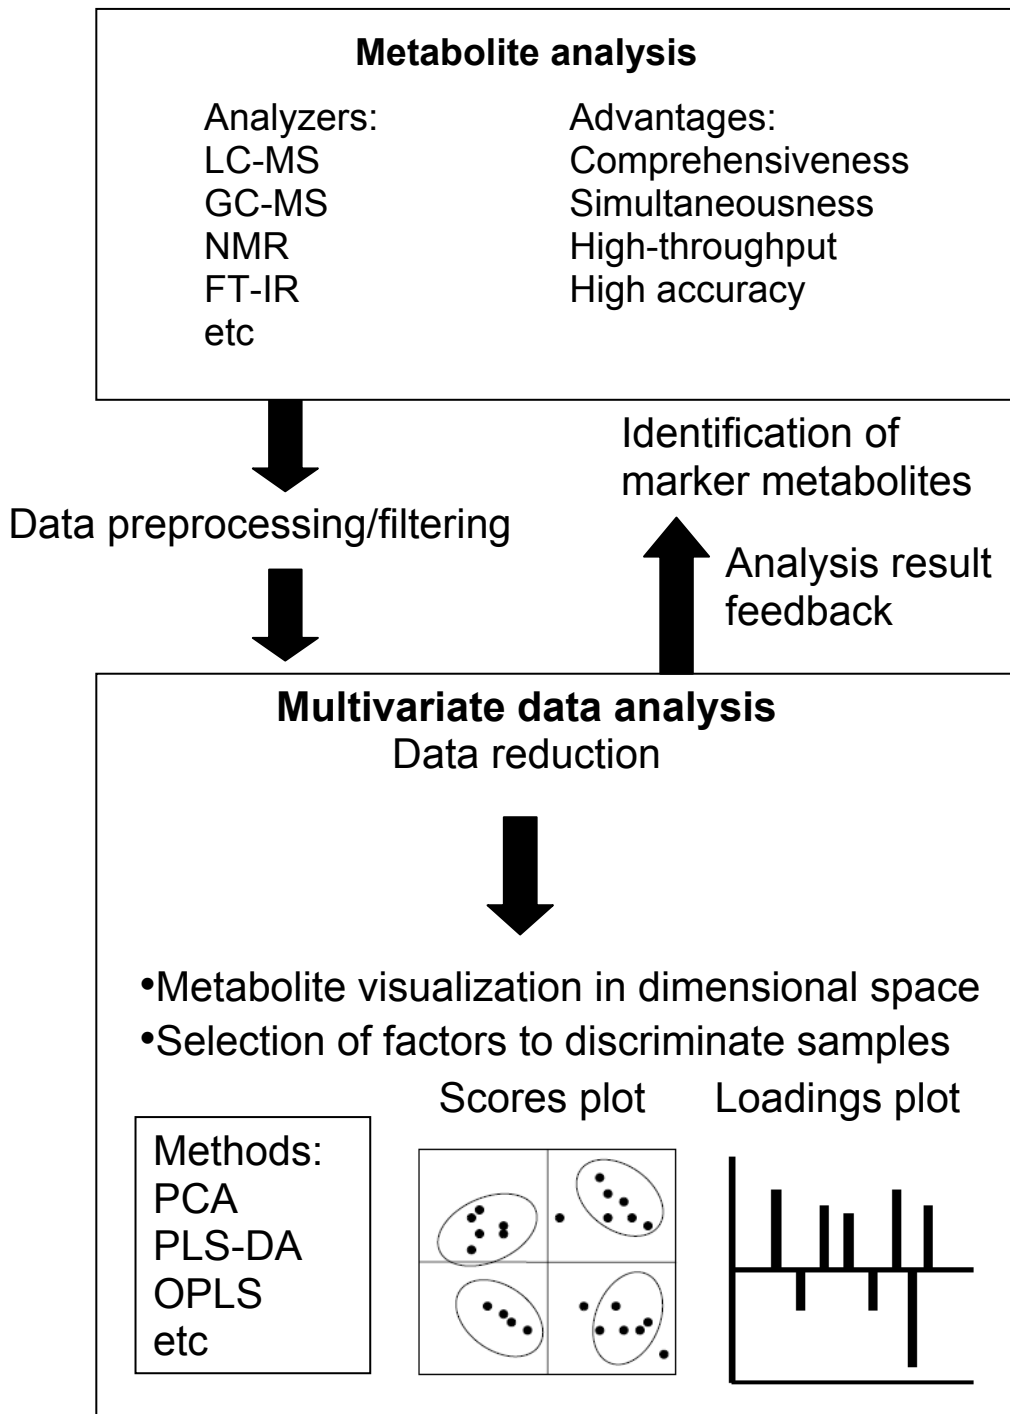 Metabolite analysis
Analyzers:
LC-MS
GC-MS
NMR
FT-IR
etc
Advantages:
Comprehensiveness
Simultaneousness
High-throughput
High accuracy
Identification of
marker metabolites
Data preprocessing/filtering
Analysis result
feedback
Multivariate data analysis
Data reduction
•Metabolite visualization in dimensional space
•Selection of factors to discriminate samples
Scores plot
Loadings plot
Methods:
PCA
PLS-DA
OPLS
etc